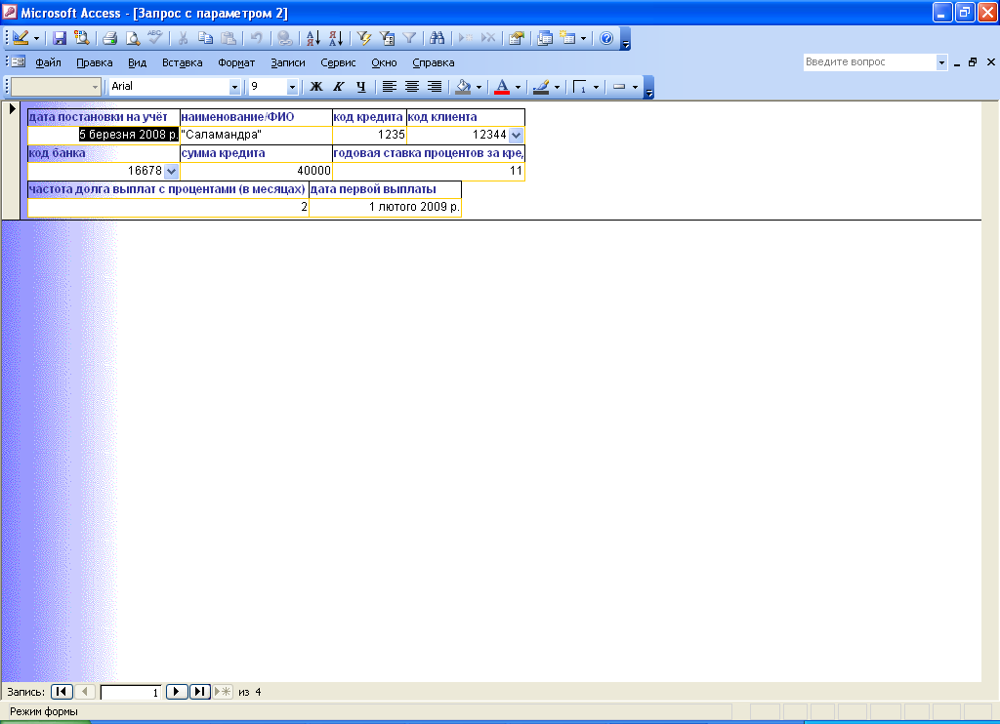 Microsoft Access - [Запрос с параметром 2]
Файл Правка Вид Вставка Формат Записи Сервис Окно Справка Введите вопрос
Arial 9 Ж К Ч
дата постановки на учёт наименование/ФИО код кредита код клиента
5 березня 2008 р. "Саламандра" 1235 12344
код банка сумма кредита годовая ставка процентов за кре
16678 40000 11
частота долга выплат с процентами (в месяцах) дата первой выплаты
2 1 лютого 2009 р.
Запись: 1 из 4
Режим формы